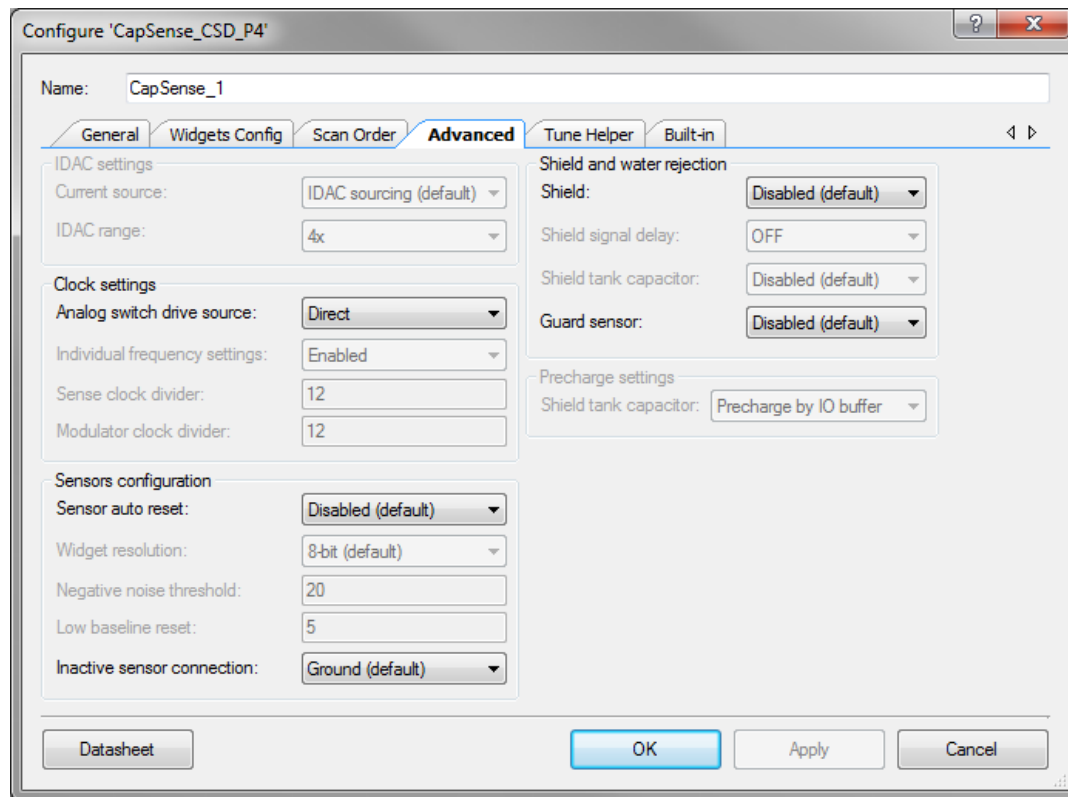 Configure 'CapSense_CSD_P4'
Name: CapSense_1
General Widgets Config Scan Order Advanced Tune Helper Built-in
IDAC settings
Current source: IDAC sourcing (default)
IDAC range: 4x
Clock settings
Analog switch drive source: Direct
Individual frequency settings: Enabled
Sense clock divider: 12
Modulator clock divider: 12
Sensors configuration
Sensor auto reset: Disabled (default)
Widget resolution: 8-bit (default)
Negative noise threshold: 20
Low baseline reset: 5
Inactive sensor connection: Ground (default)
Shield and water rejection
Shield: Disabled (default)
Shield signal delay: OFF
Shield tank capacitor: Disabled (default)
Guard sensor: Disabled (default)
Precharge settings
Shield tank capacitor: Precharge by IO buffer
Datasheet OK Apply Cancel